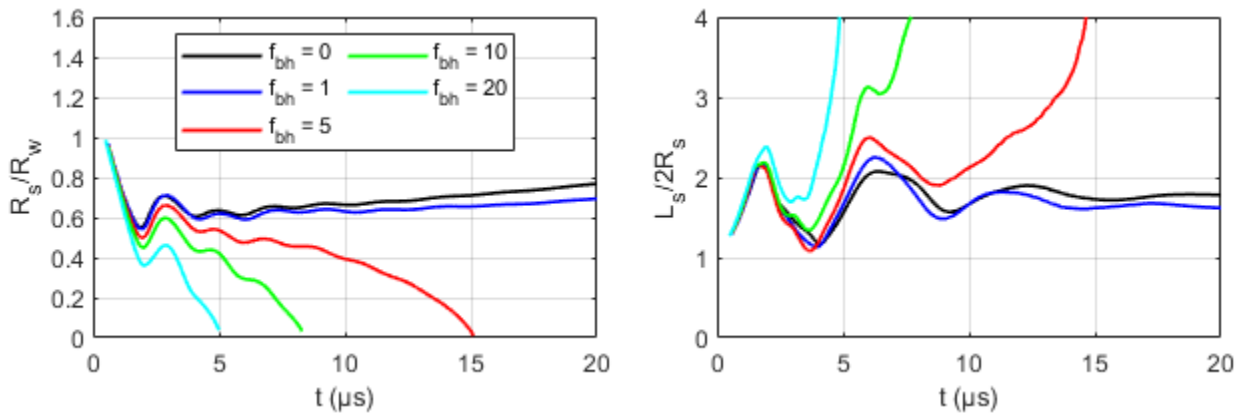 1.6
1.4
1.2
1
0.8
0.6
0.4
0.2
0
R_s/R_w
f_bh = 0
f_bh = 10
f_bh = 1
f_bh = 20
f_bh = 5
0 5 10 15 20
t (μs)
4
3
2
1
0
L_s/2R_s
0 5 10 15 20
t (μs)